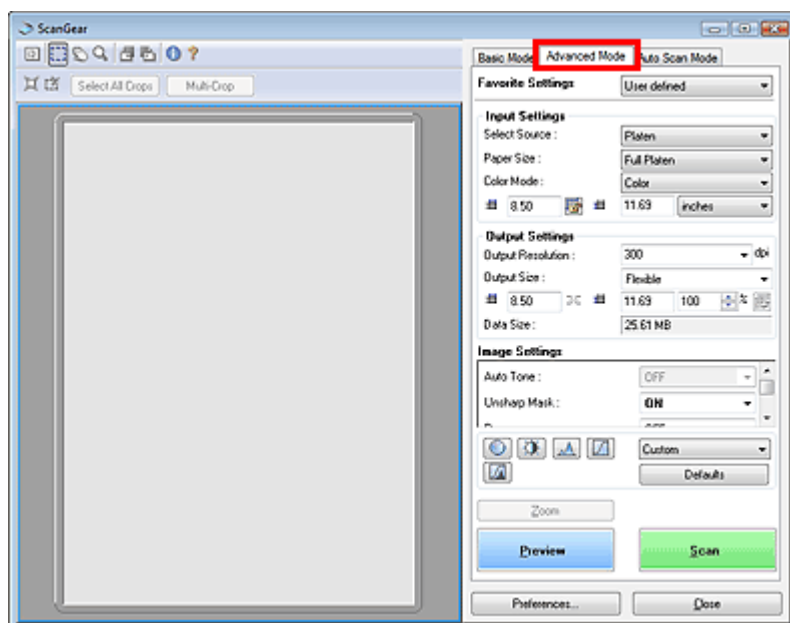 ScanGear
Select All Crops Multi-Crop
Basic Mode Advanced Mode Auto Scan Mode
Favorite Settings User defined
Input Settings
Select Source : Platen
Paper Size : Full Platen
Color Mode : Color
8.50 11.69 inches
Output Settings
Output Resolution : 300 dpi
Output Size : Flexible
8.50 11.69 100 %
Data Size : 25.61 MB
Image Settings
Auto Tone : OFF
Unsharp Mask : ON
Custom
Defaults
Zoom
Preview Scan
Preferences... Close